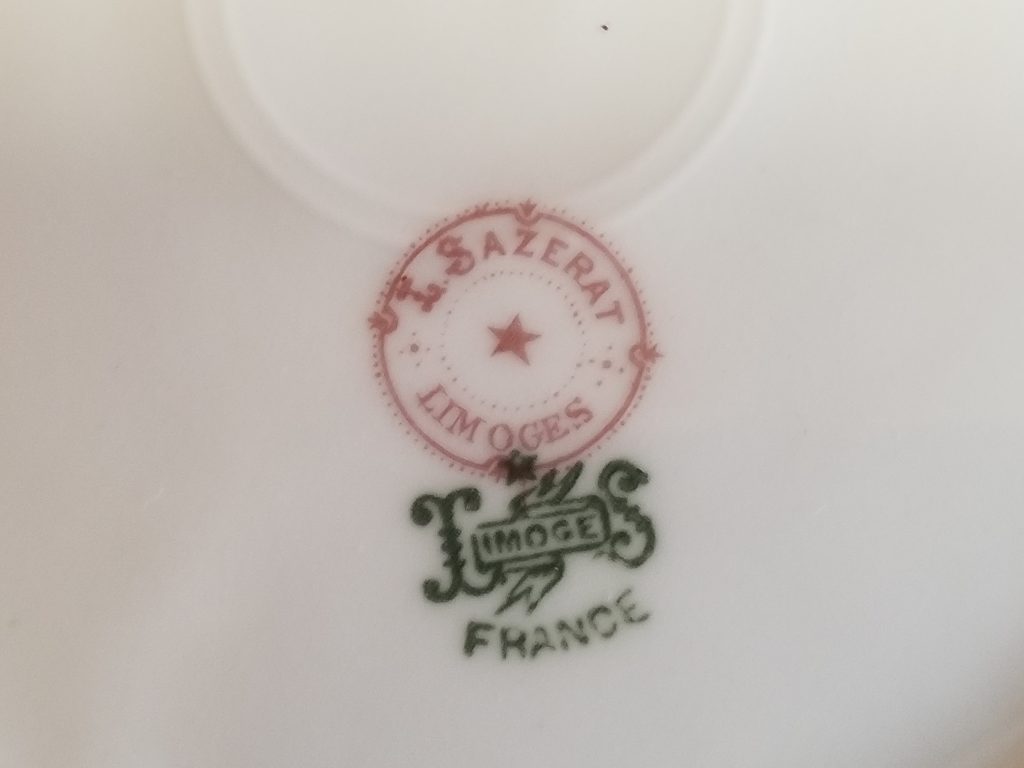 L. SAZERAT
LIMOGES
L LIMOGE S
FRANCE